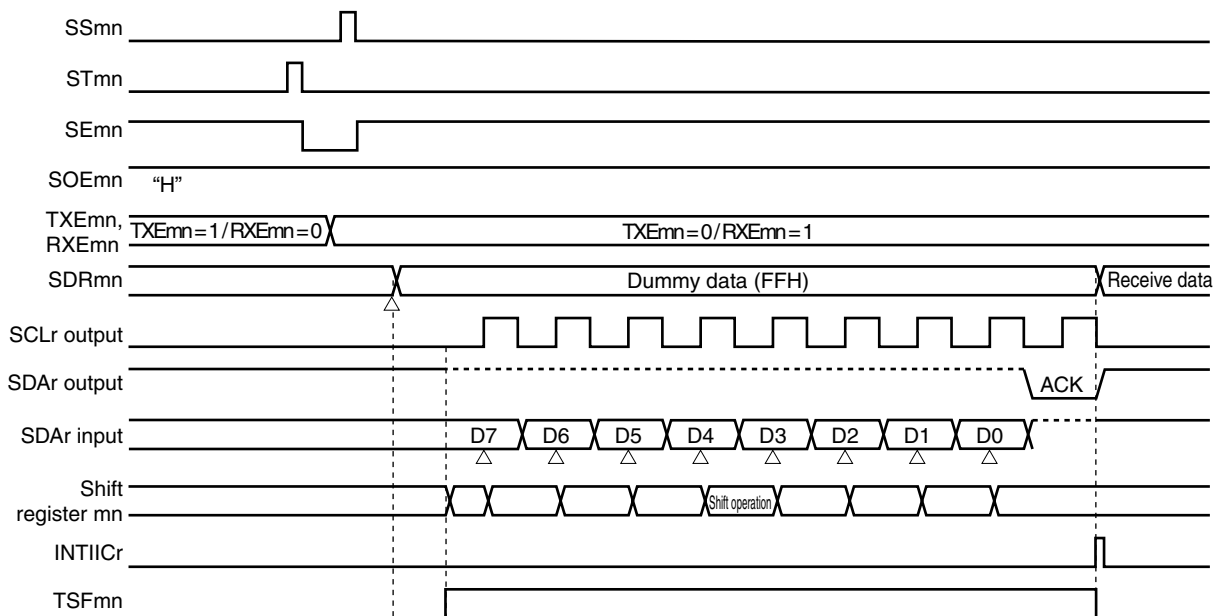 SSmn
STmn
SEmn
SOEmn "H"
TXEmn,
RXEmn TXEmn=1/RXEmn=0 TXEmn=0/RXEmn=1
SDRmn Dummy data (FFH) Receive data
SCLr output
SDAr output ACK
SDAr input D7 D6 D5 D4 D3 D2 D1 D0
Shift
register mn Shift operation
INTIICr
TSFmn